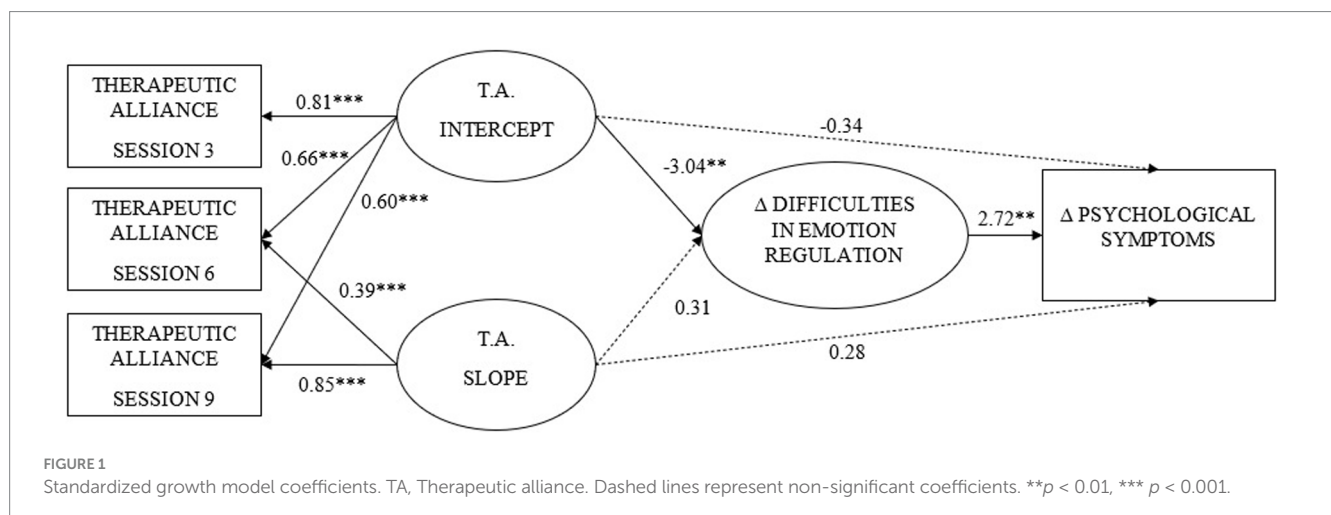 THERAPEUTIC
ALLIANCE
SESSION 3
THERAPEUTIC
ALLIANCE
SESSION 6
THERAPEUTIC
ALLIANCE
SESSION 9
0.81***
0.66***
0.60***
0.39***
0.85***
T.A.
INTERCEPT
T.A.
SLOPE
-0.34
-3.04**
0.31
0.28
Δ DIFFICULTIES
IN EMOTION
REGULATION
2.72**
Δ PSYCHOLOGICAL
SYMPTOMS
FIGURE 1
Standardized growth model coefficients. TA, Therapeutic alliance. Dashed lines represent non-significant coefficients. **p < 0.01, *** p < 0.001.